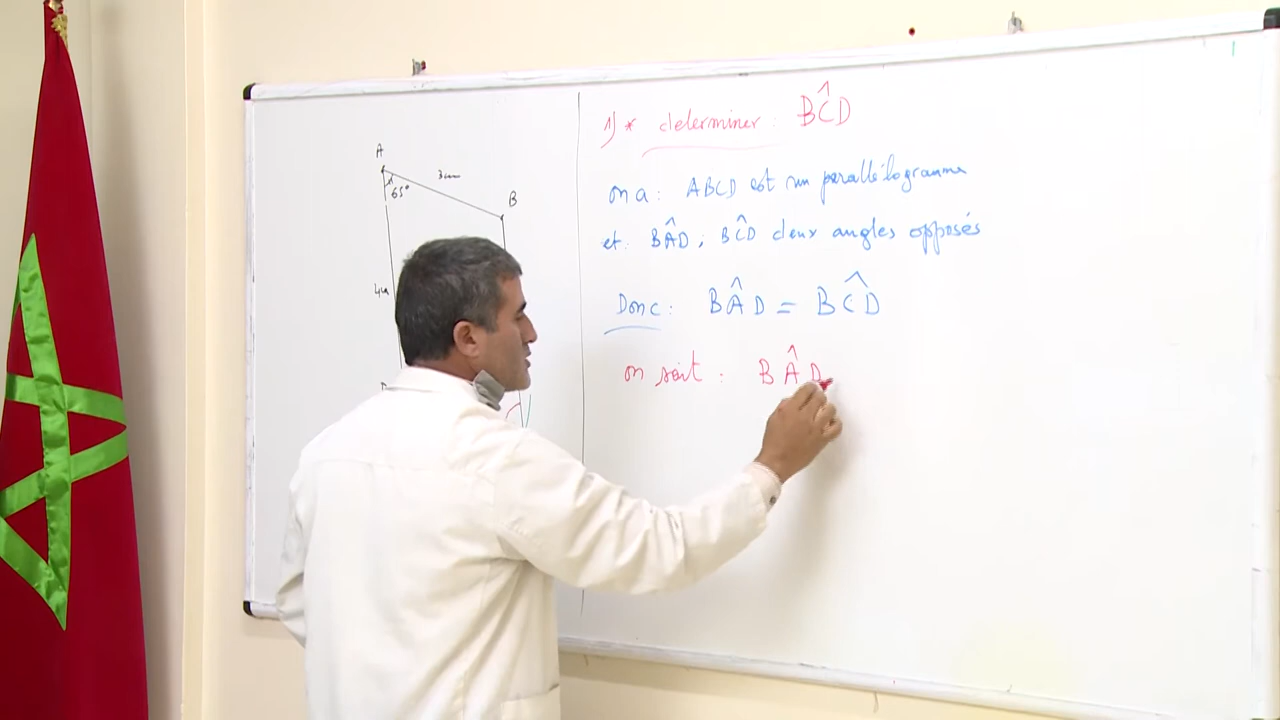 1) * determiner : BĈD
on a : ABCD est un parallélogramme
et : BÂD ; BĈD deux angles opposés
Donc : BÂD = BĈD
on sait : BÂD
A
65°
3cm
B
4cm
D